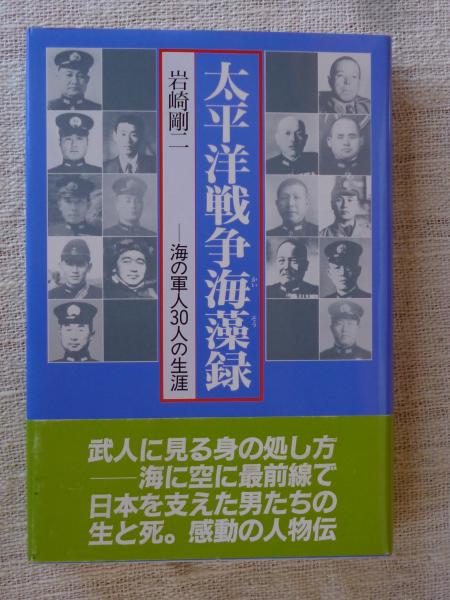 太平洋戦争海藻録
かい そう
岩崎剛二
―海の軍人30人の生涯
武人に見る身の処し方
――海に空に最前線で
日本を支えた男たちの
生と死。感動の人物伝